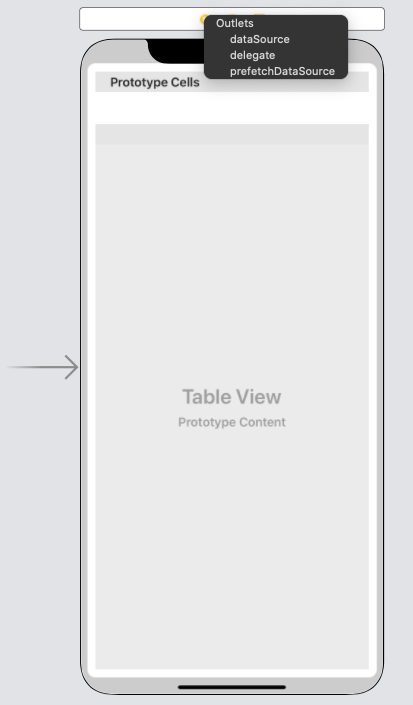 Outlets
dataSource
delegate
prefetchDataSource
Prototype Cells
Table View
Prototype Content